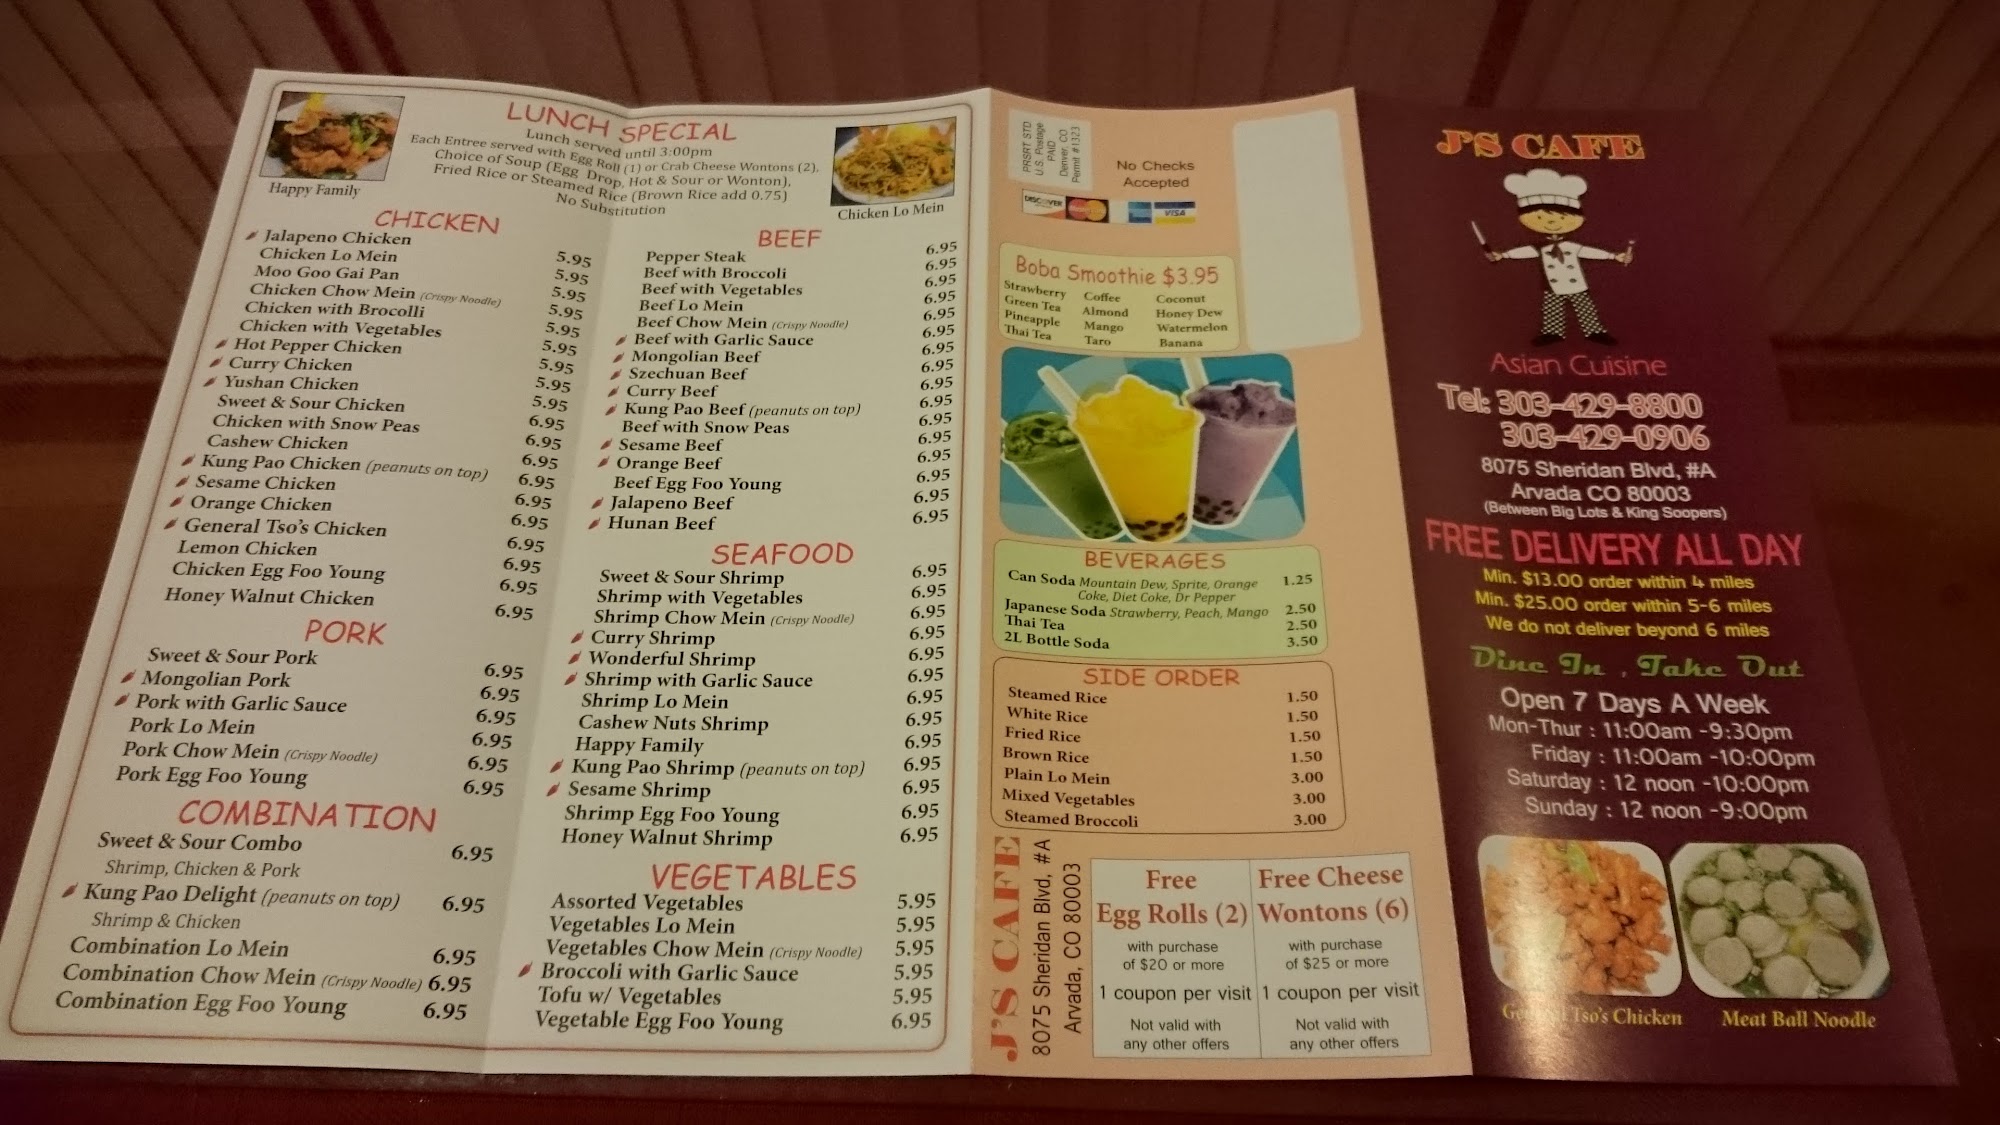 LUNCH SPECIAL
Lunch served until 3:00pm
Each Entree served with Egg Roll (1) or Crab Cheese Wontons (2).
Choice of Soup (Egg Drop, Hot & Sour or Wonton),
Fried Rice or Steamed Rice (Brown Rice add 0.75)
No Substitution
Happy Family
Chicken Lo Mein
CHICKEN
Jalapeno Chicken 5.95
Chicken Lo Mein 5.95
Moo Goo Gai Pan 5.95
Chicken Chow Mein (Crispy Noodle) 5.95
Chicken with Brocolli 5.95
Chicken with Vegetables 5.95
Hot Pepper Chicken 5.95
Curry Chicken 5.95
Yushan Chicken 5.95
Sweet & Sour Chicken 6.95
Chicken with Snow Peas 6.95
Cashew Chicken 6.95
Kung Pao Chicken (peanuts on top) 6.95
Sesame Chicken 6.95
Orange Chicken 6.95
General Tso's Chicken 6.95
Lemon Chicken 6.95
Chicken Egg Foo Young 6.95
Honey Walnut Chicken 6.95
PORK
Sweet & Sour Pork 6.95
Mongolian Pork 6.95
Pork with Garlic Sauce 6.95
Pork Lo Mein 6.95
Pork Chow Mein (Crispy Noodle) 6.95
Pork Egg Foo Young 6.95
COMBINATION
Sweet & Sour Combo 6.95
Shrimp, Chicken & Pork
Kung Pao Delight (peanuts on top) 6.95
Shrimp & Chicken
Combination Lo Mein 6.95
Combination Chow Mein (Crispy Noodle) 6.95
Combination Egg Foo Young 6.95
BEEF
Pepper Steak 6.95
Beef with Broccoli 6.95
Beef with Vegetables 6.95
Beef Lo Mein 6.95
Beef Chow Mein (Crispy Noodle) 6.95
Beef with Garlic Sauce 6.95
Mongolian Beef 6.95
Szechuan Beef 6.95
Curry Beef 6.95
Kung Pao Beef (peanuts on top) 6.95
Beef with Snow Peas 6.95
Sesame Beef 6.95
Orange Beef 6.95
Beef Egg Foo Young 6.95
Jalapeno Beef 6.95
Hunan Beef 6.95
SEAFOOD
Sweet & Sour Shrimp 6.95
Shrimp with Vegetables 6.95
Shrimp Chow Mein (Crispy Noodle) 6.95
Curry Shrimp 6.95
Wonderful Shrimp 6.95
Shrimp with Garlic Sauce 6.95
Shrimp Lo Mein 6.95
Cashew Nuts Shrimp 6.95
Happy Family 6.95
Kung Pao Shrimp (peanuts on top) 6.95
Sesame Shrimp 6.95
Shrimp Egg Foo Young 6.95
Honey Walnut Shrimp 6.95
VEGETABLES
Assorted Vegetables 5.95
Vegetables Lo Mein 5.95
Vegetables Chow Mein (Crispy Noodle) 5.95
Broccoli with Garlic Sauce 5.95
Tofu w/ Vegetables 5.95
Vegetable Egg Foo Young 6.95
PRSRT STD
U.S. Postage
PAID
Denver, CO
Permit #1323
No Checks
Accepted
DISCOVER
VISA
Boba Smoothie $3.95
Strawberry Coffee Coconut
Green Tea Almond Honey Dew
Pineapple Mango Watermelon
Thai Tea Taro Banana
BEVERAGES
Can Soda Mountain Dew, Sprite, Orange 1.25
Coke, Diet Coke, Dr Pepper
Japanese Soda Strawberry, Peach, Mango 2.50
Thai Tea 2.50
2L Bottle Soda 3.50
SIDE ORDER
Steamed Rice 1.50
White Rice 1.50
Fried Rice 1.50
Brown Rice 1.50
Plain Lo Mein 3.00
Mixed Vegetables 3.00
Steamed Broccoli 3.00
J'S CAFE
8075 Sheridan Blvd, #A
Arvada, CO 80003
Free
Egg Rolls (2)
with purchase
of $20 or more
1 coupon per visit
Not valid with
any other offers
Free Cheese
Wontons (6)
with purchase
of $25 or more
1 coupon per visit
Not valid with
any other offers
J'S CAFE
Asian Cuisine
Tel: 303-429-8800
303-429-0906
8075 Sheridan Blvd, #A
Arvada CO 80003
(Between Big Lots & King Soopers)
FREE DELIVERY ALL DAY
Min. $13.00 order within 4 miles
Min. $25.00 order within 5-6 miles
We do not deliver beyond 6 miles
Dine In , Take Out
Open 7 Days A Week
Mon-Thur : 11:00am -9:30pm
Friday : 11:00am -10:00pm
Saturday : 12 noon -10:00pm
Sunday : 12 noon -9:00pm
General Tso's Chicken
Meat Ball Noodle